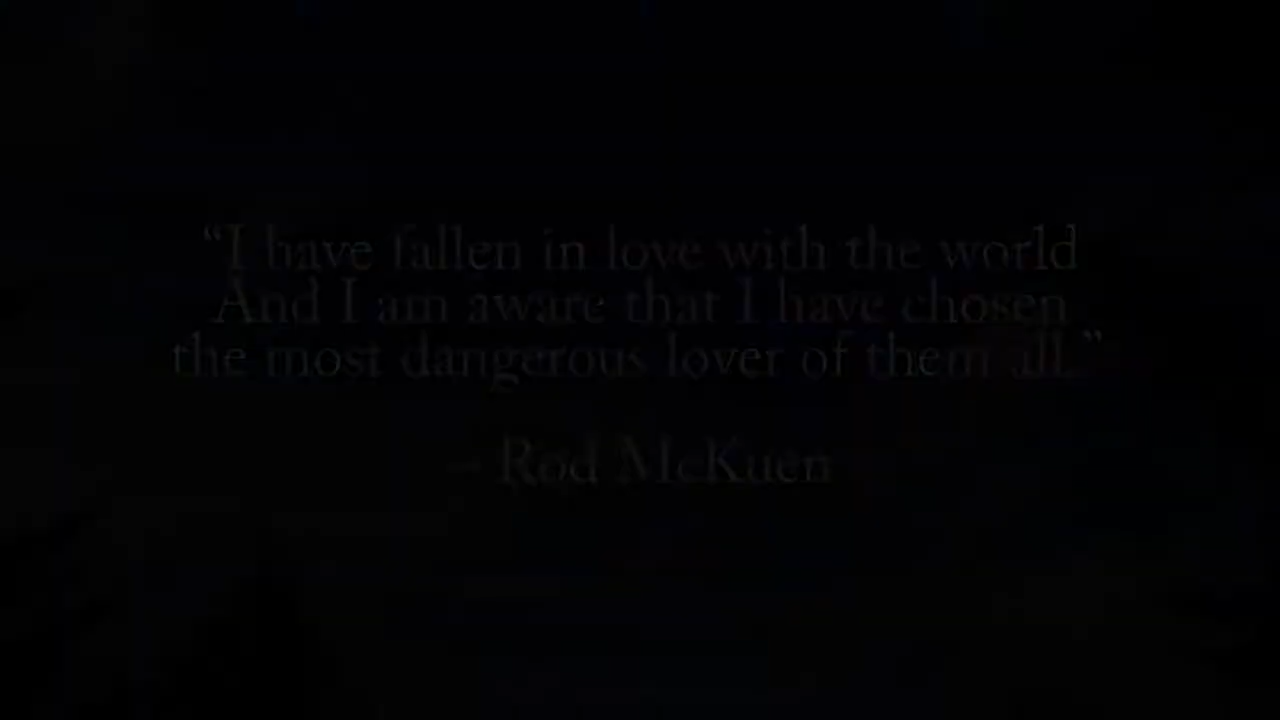 “I have fallen in love with the world
And I am aware that I have chosen
the most dangerous lover of them all.”
– Rod McKuen